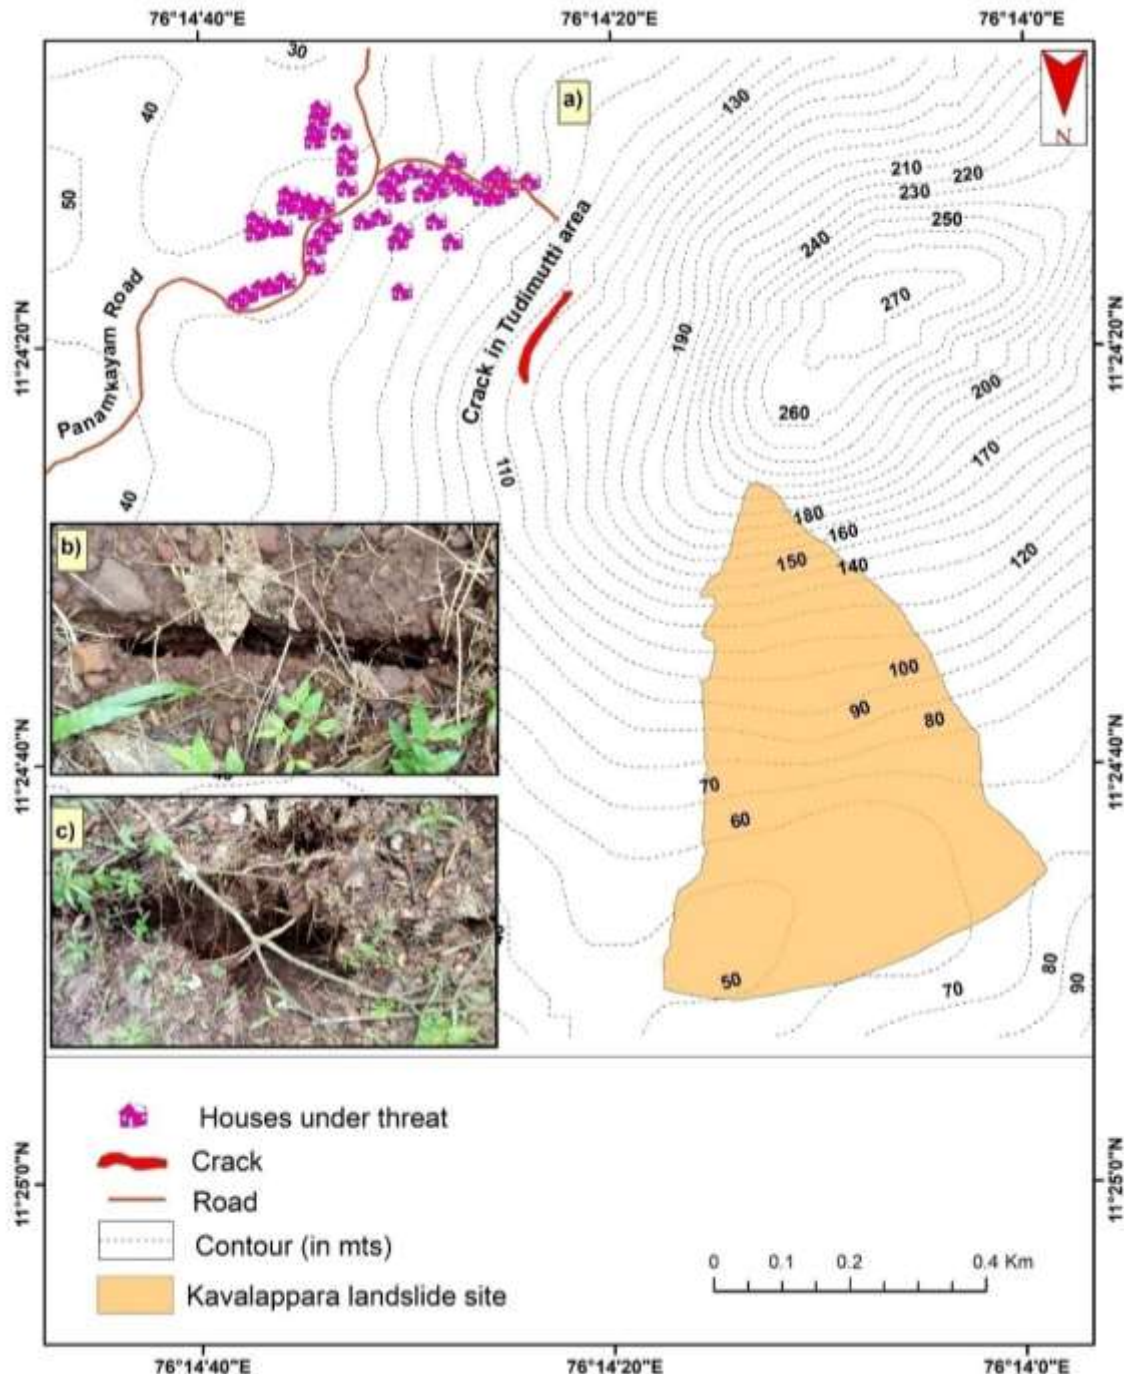 76°14'40"E 76°14'20"E 76°14'0"E
30
a)
40
130
N
210
220
50
230
250
Crack in Tudimutti area
240
270
Panamkayam Road
190
11°24'20"N
11°24'20"N
200
260
170
110
40
180
160
b)
150
140
120
100
90
80
11°24'40"N
11°24'40"N
70
60
c)
80
50
70
90
Houses under threat
Crack
Road
11°25'0"N
11°25'0"N
Contour (in mts)
0 0.1 0.2 0.4 Km
Kavalappara landslide site
76°14'40"E 76°14'20"E 76°14'0"E